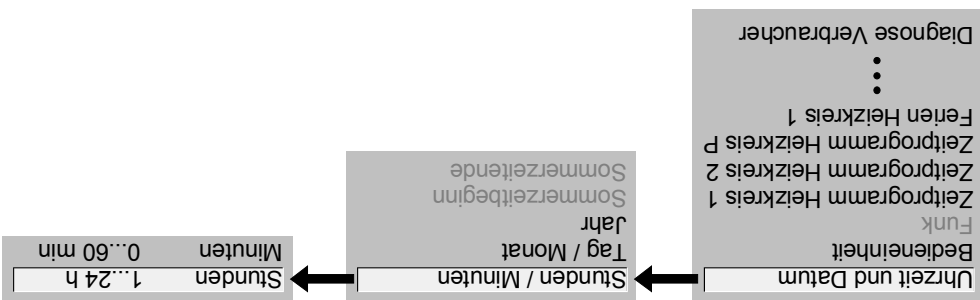 Uhrzeit und Datum
Bedieneinheit
Funk
Zeitprogramm Heizkreis 1
Zeitprogramm Heizkreis 2
Zeitprogramm Heizkreis P
Ferien Heizkreis 1
Diagnose Verbraucher
Stunden / Minuten
Tag / Monat
Jahr
Sommerzeitbeginn
Sommerzeitende
Stunden 1...24 h
Minuten 0...60 min